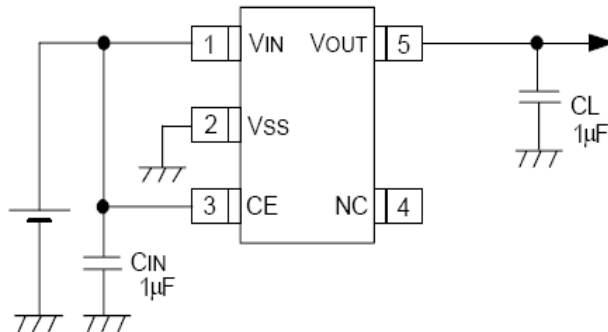 1 VIN VOUT 5
2 VSS
3 CE NC 4
CIN
1µF
CL
1µF